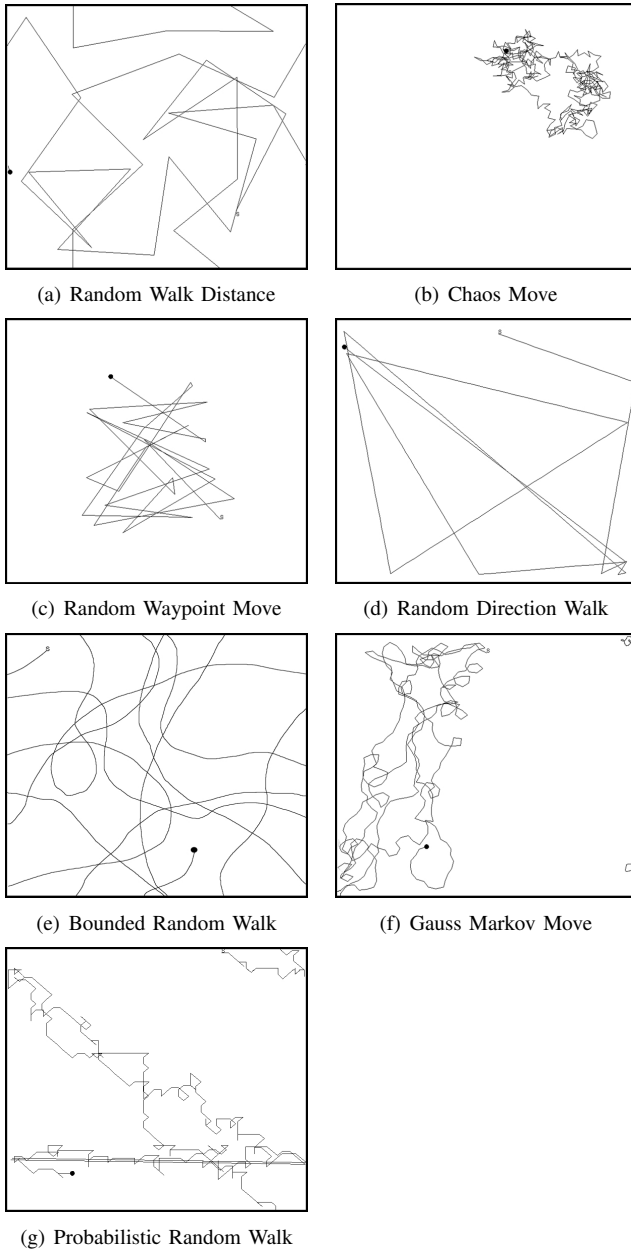 (a) Random Walk Distance
(b) Chaos Move
(c) Random Waypoint Move
(d) Random Direction Walk
(e) Bounded Random Walk
(f) Gauss Markov Move
(g) Probabilistic Random Walk